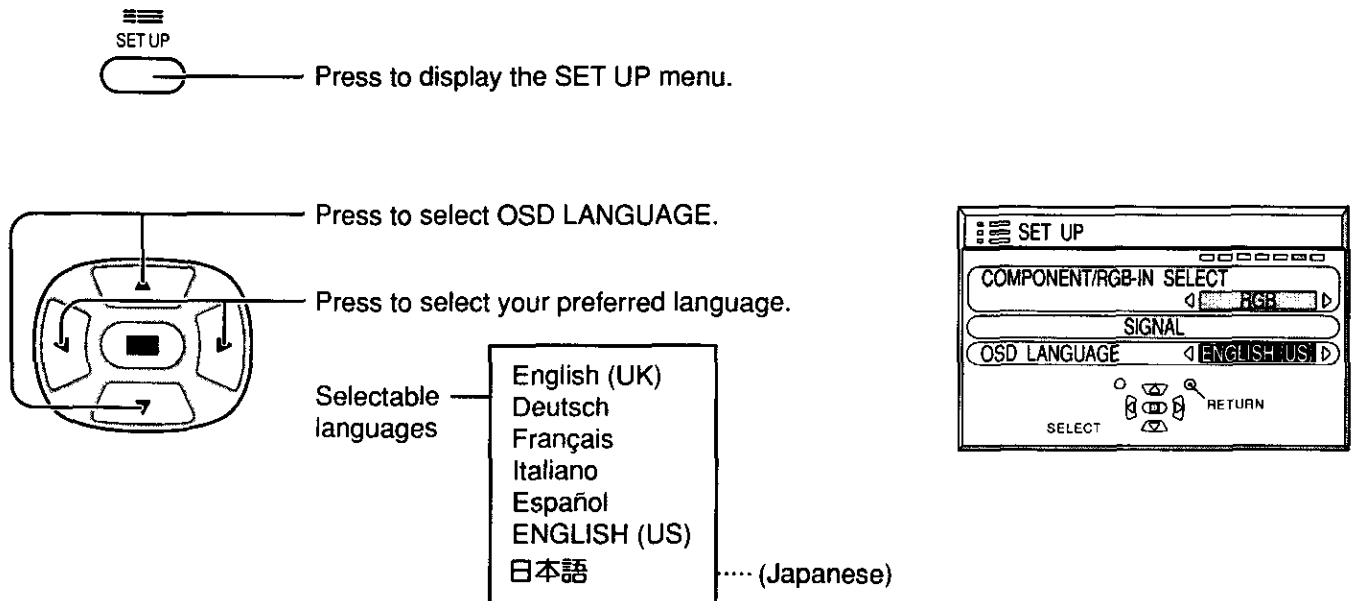 SET UP
Press to display the SET UP menu.
Press to select OSD LANGUAGE.
Press to select your preferred language.
Selectable
languages
English (UK)
Deutsch
Français
Italiano
Español
ENGLISH (US)
日本語 ····· (Japanese)
SET UP
COMPONENT/RGB-IN SELECT
RGB
SIGNAL
OSD LANGUAGE ENGLISH (US)
SELECT
RETURN